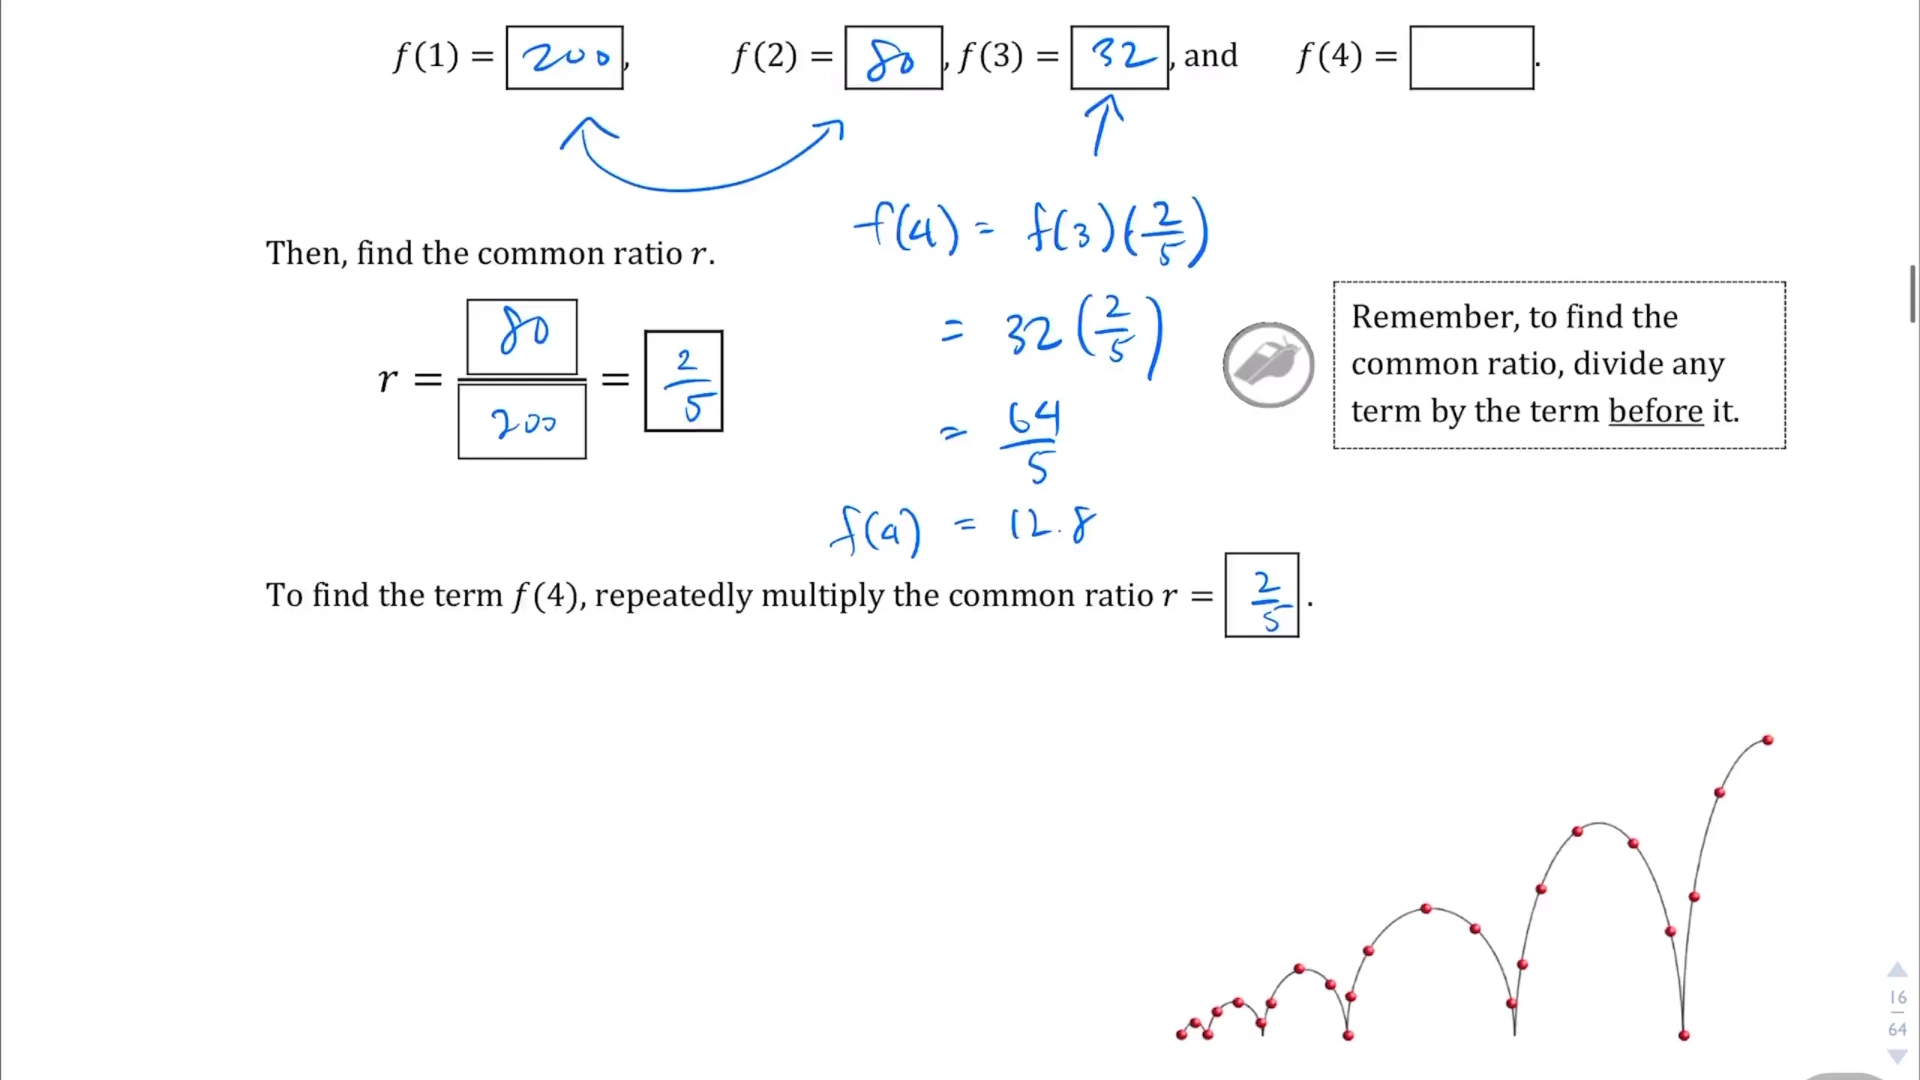 f(1) = 200, f(2) = 80, f(3) = 32, and f(4) = .
f(4) = f(3)(2/5)
Then, find the common ratio r.
r = 80/200 = 2/5
= 32(2/5)
= 64/5
f(4) = 12.8
Remember, to find the
common ratio, divide any
term by the term before it.
To find the term f(4), repeatedly multiply the common ratio r = 2/5.
16
64